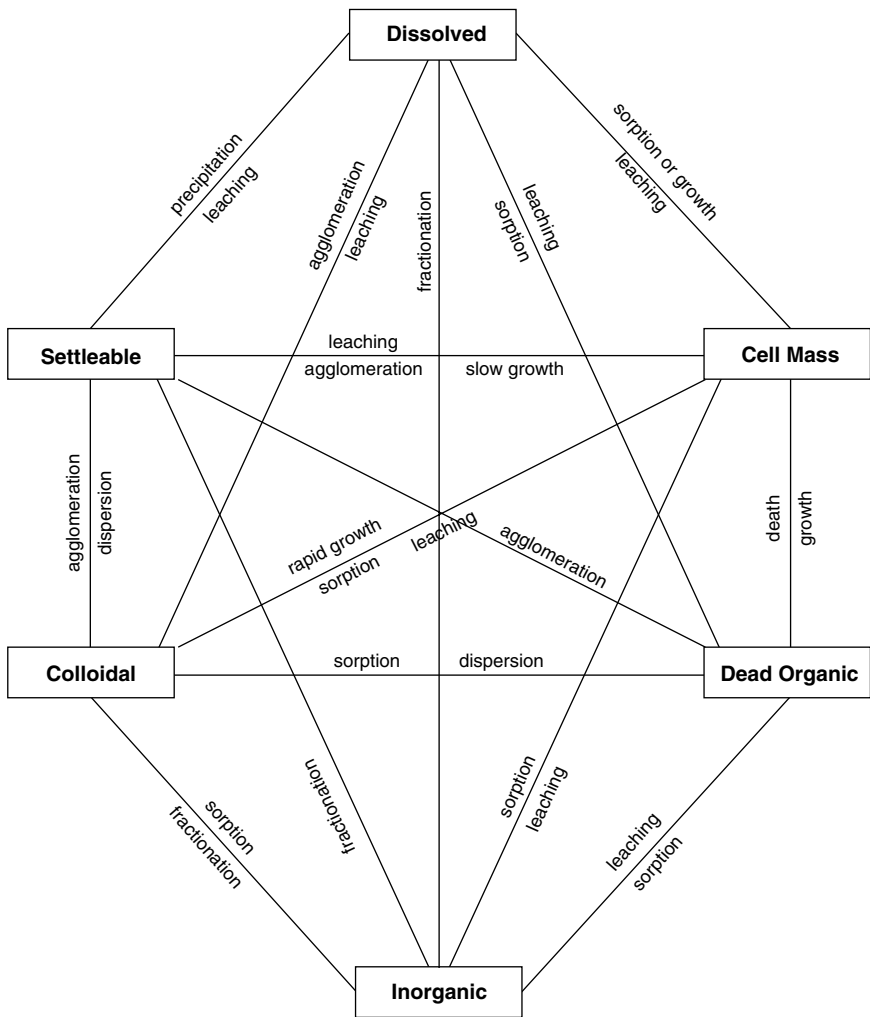 Dissolved
precipitation
leaching
agglomeration
leaching
fractionation
leaching
sorption
sorption or growth
leaching
Settleable
leaching
agglomeration
slow growth
Cell Mass
agglomeration
dispersion
rapid growth
sorption
leaching
agglomeration
death
growth
Colloidal
sorption
dispersion
Dead Organic
sorption
fractionation
fractionation
sorption
leaching
leaching
sorption
Inorganic